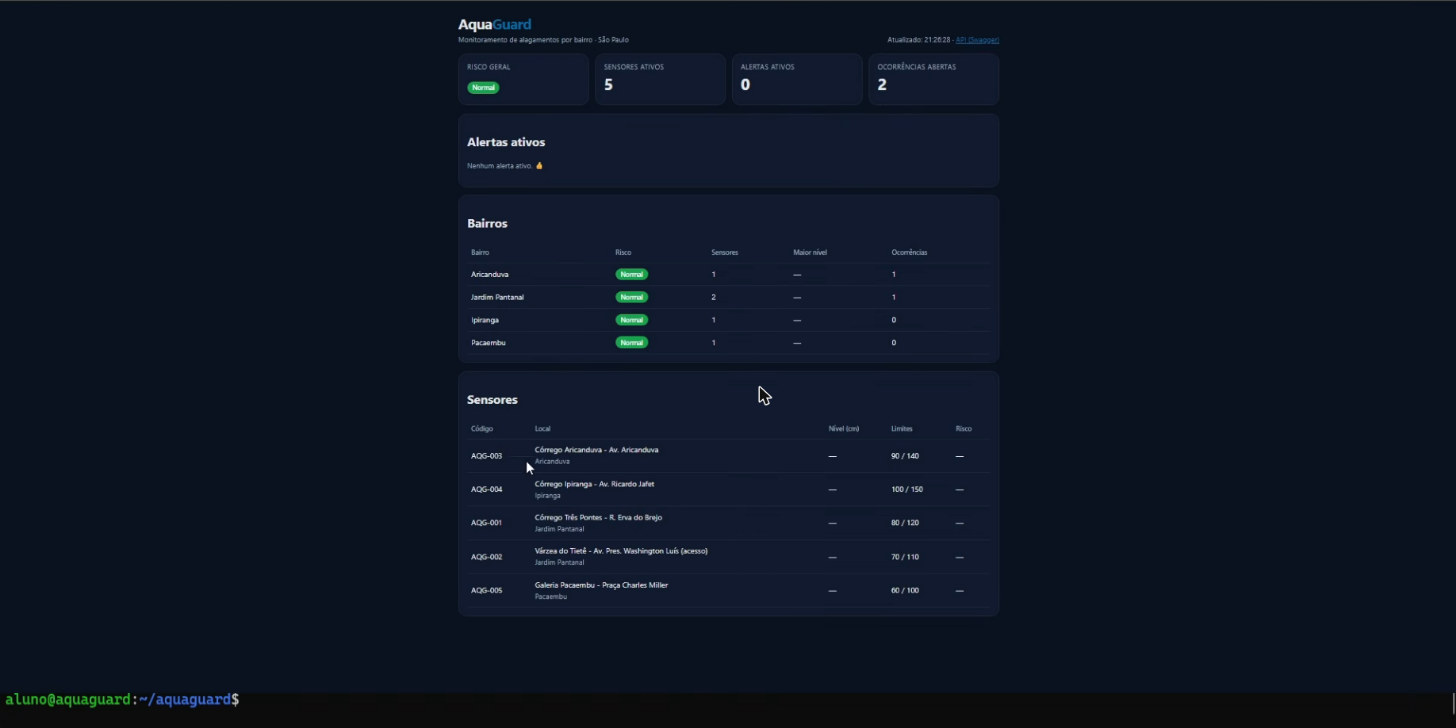 AquaGuard
Monitoramento de alagamentos por bairro - São Paulo
Atualizado: 21:26:28 - API (Swagger)
RISCO GERAL
Normal
SENSORES ATIVOS
5
ALERTAS ATIVOS
0
OCORRÊNCIAS ABERTAS
2
Alertas ativos
Nenhum alerta ativo. 👍
Bairros
Bairro Risco Sensores Maior nível Ocorrências
Aricanduva Normal 1 — 1
Jardim Pantanal Normal 2 — 1
Ipiranga Normal 1 — 0
Pacaembu Normal 1 — 0
Sensores
Código Local Nível (cm) Limites Risco
AQG-003 Córrego Aricanduva - Av. Aricanduva — 90 / 140 —
Aricanduva
AQG-004 Córrego Ipiranga - Av. Ricardo Jafet — 100 / 150 —
Ipiranga
AQG-001 Córrego Três Pontes - R. Erva do Brejo — 80 / 120 —
Jardim Pantanal
AQG-002 Várzea do Tietê - Av. Pres. Washington Luís (acesso) — 70 / 110 —
Jardim Pantanal
AQG-005 Galeria Pacaembu - Praça Charles Miller — 60 / 100 —
Pacaembu
aluno@aquaguard:~/aquaguard$